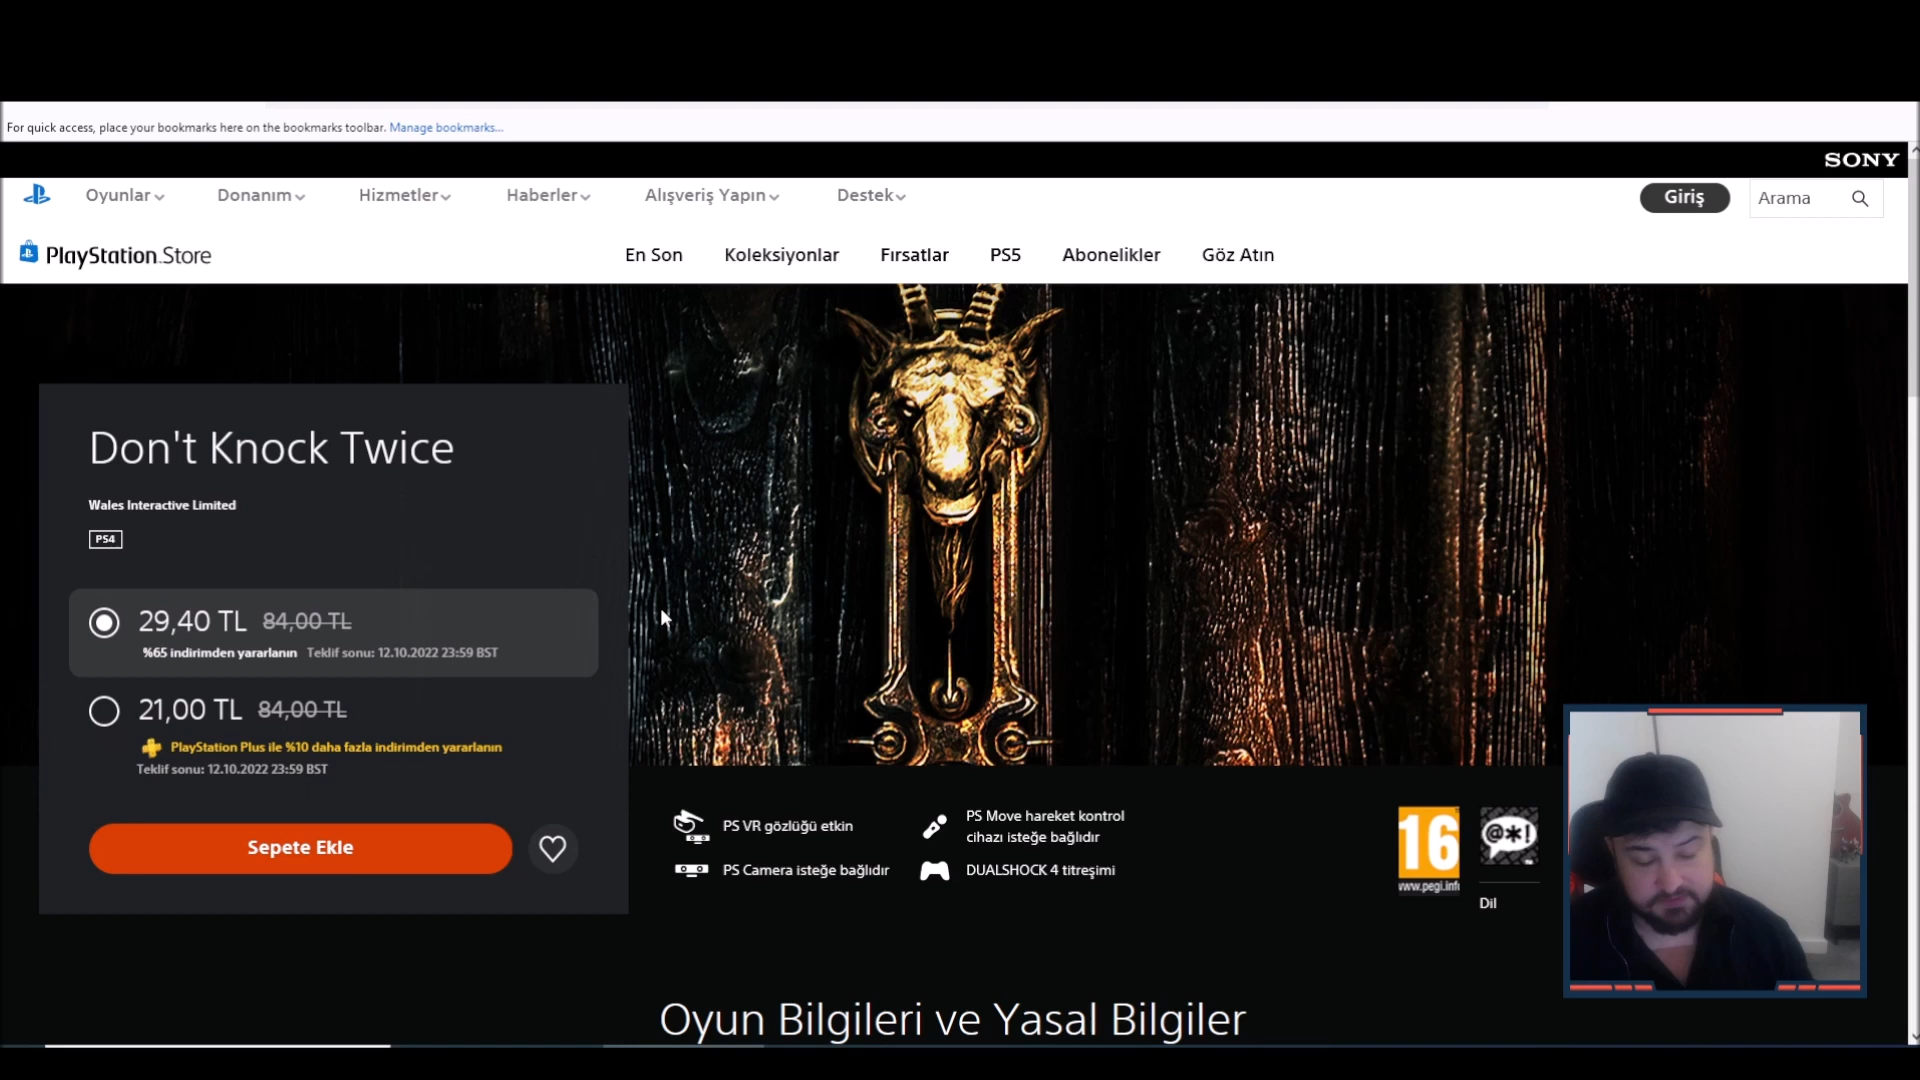 For quick access, place your bookmarks here on the bookmarks toolbar. Manage bookmarks...
SONY
Oyunlar Donanım Hizmetler Haberler Alışveriş Yapın Destek Giriş Arama
PlayStation Store En Son Koleksiyonlar Fırsatlar PS5 Abonelikler Göz Atın
Don't Knock Twice
Wales Interactive Limited
PS4
29,40 TL 84,00 TL
%65 indirimden yararlanın Teklif sonu: 12.10.2022 23:59 BST
21,00 TL 84,00 TL
PlayStation Plus ile %10 daha fazla indirimden yararlanın
Teklif sonu: 12.10.2022 23:59 BST
Sepete Ekle
PS VR gözlüğü etkin
PS Camera isteğe bağlıdır
PS Move hareket kontrol
cihazı isteğe bağlıdır
DUALSHOCK 4 titreşimi
16
www.pegi.info
@*!
Dil
Oyun Bilgileri ve Yasal Bilgiler